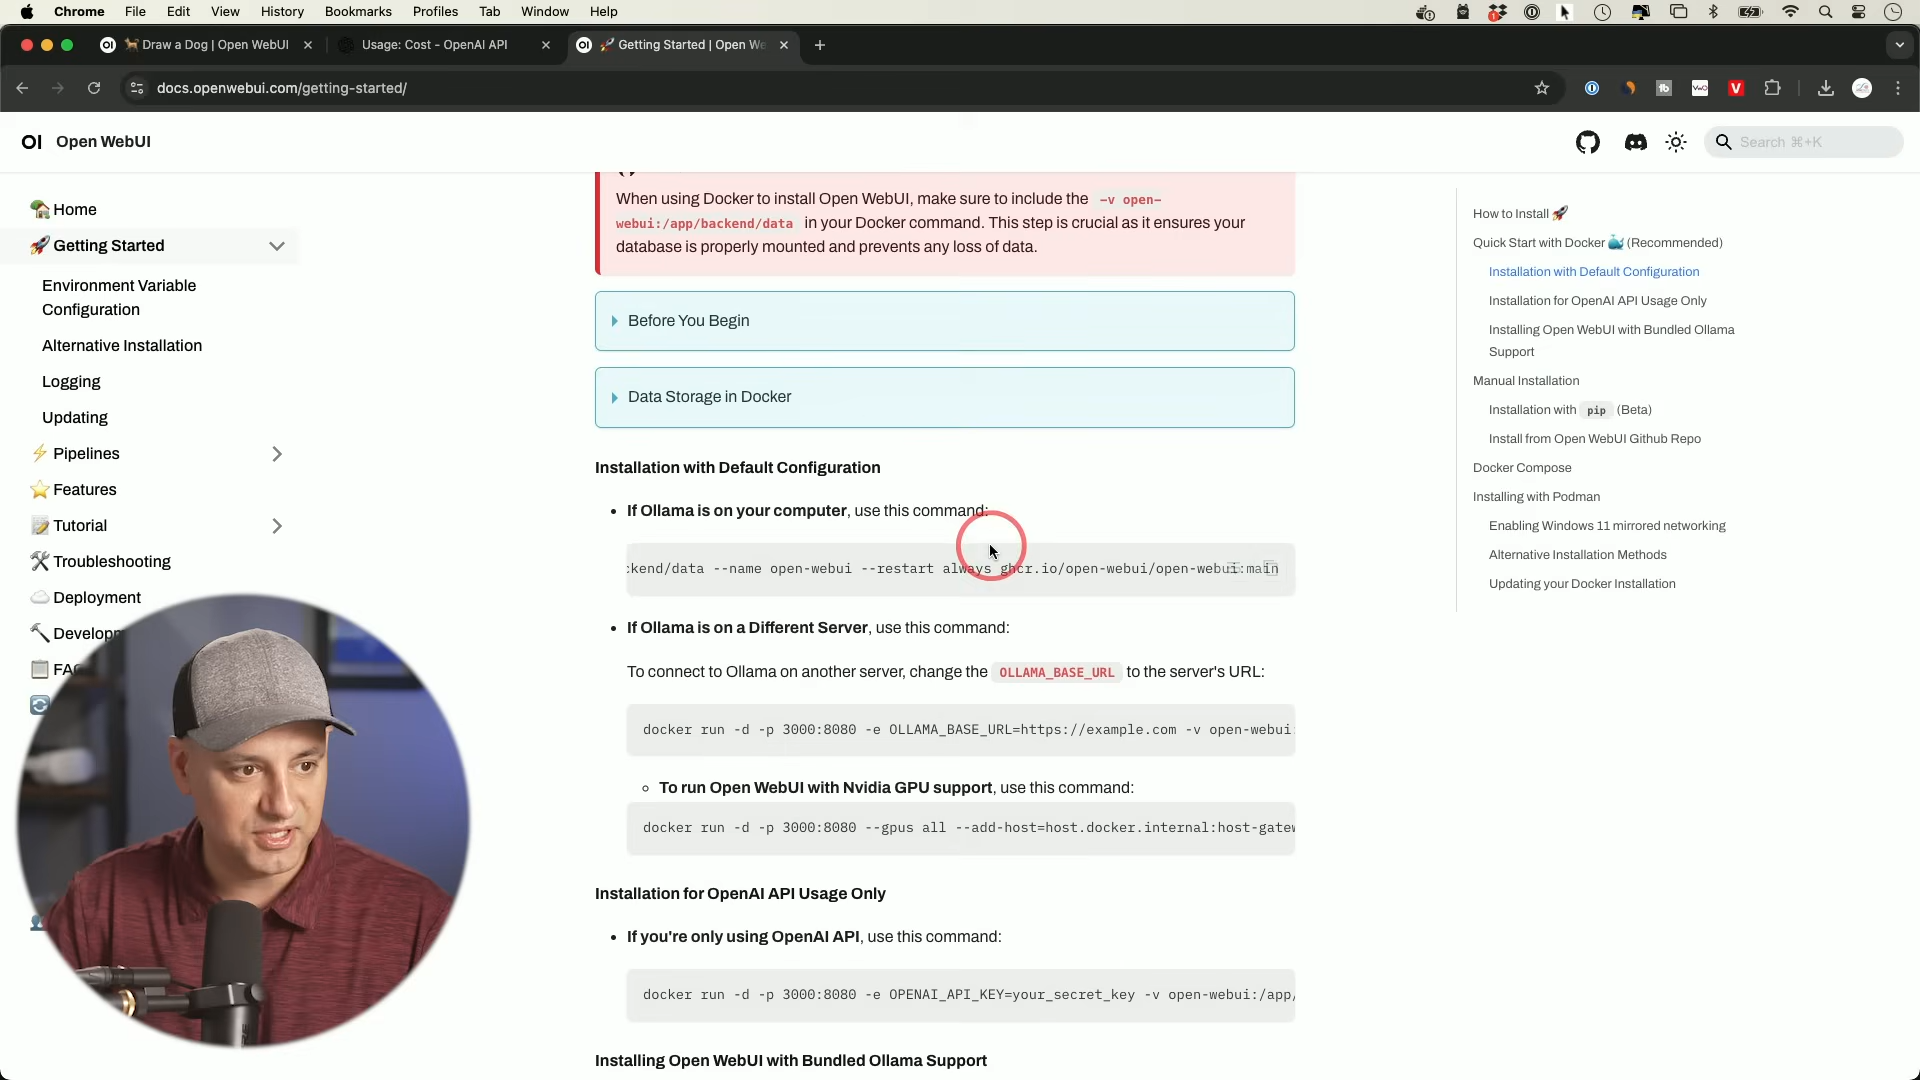 Chrome File Edit View History Bookmarks Profiles Tab Window Help
Draw a Dog | Open WebUI
Usage: Cost - OpenAI API
Getting Started | Open We
docs.openwebui.com/getting-started/
OI Open WebUI
Search ⌘+K
Home
Getting Started
Environment Variable
Configuration
Alternative Installation
Logging
Updating
Pipelines
Features
Tutorial
Troubleshooting
Deployment
When using Docker to install Open WebUI, make sure to include the -v open-
webui:/app/backend/data in your Docker command. This step is crucial as it ensures your
database is properly mounted and prevents any loss of data.
Before You Begin
Data Storage in Docker
Installation with Default Configuration
• If Ollama is on your computer, use this command:
kend/data --name open-webui --restart always ghcr.io/open-webui/open-webui:main
• If Ollama is on a Different Server, use this command:
To connect to Ollama on another server, change the OLLAMA_BASE_URL to the server's URL:
docker run -d -p 3000:8080 -e OLLAMA_BASE_URL=https://example.com -v open-webui:
To run Open WebUI with Nvidia GPU support, use this command:
docker run -d -p 3000:8080 --gpus all --add-host=host.docker.internal:host-gatew
Installation for OpenAI API Usage Only
• If you're only using OpenAI API, use this command:
docker run -d -p 3000:8080 -e OPENAI_API_KEY=your_secret_key -v open-webui:/app/
Installing Open WebUI with Bundled Ollama Support
How to Install
Quick Start with Docker (Recommended)
Installation with Default Configuration
Installation for OpenAI API Usage Only
Installing Open WebUI with Bundled Ollama
Support
Manual Installation
Installation with pip (Beta)
Install from Open WebUI Github Repo
Docker Compose
Installing with Podman
Enabling Windows 11 mirrored networking
Alternative Installation Methods
Updating your Docker Installation